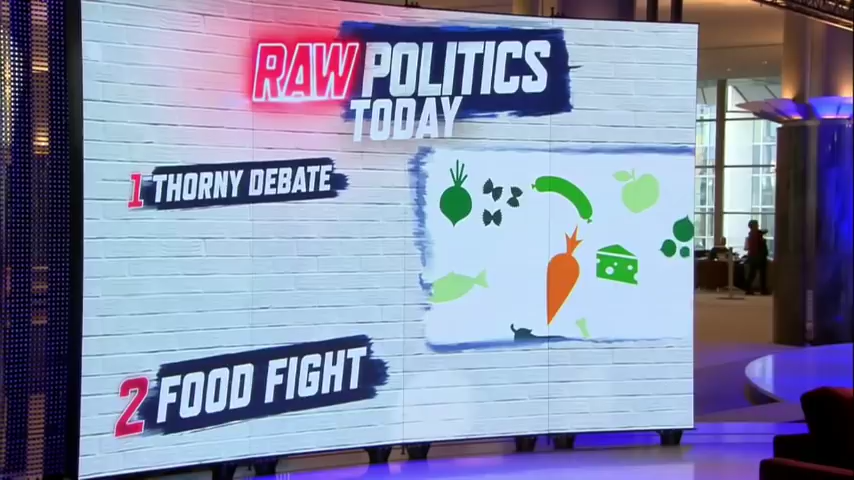 RAW POLITICS
TODAY
1 THORNY DEBATE
2 FOOD FIGHT